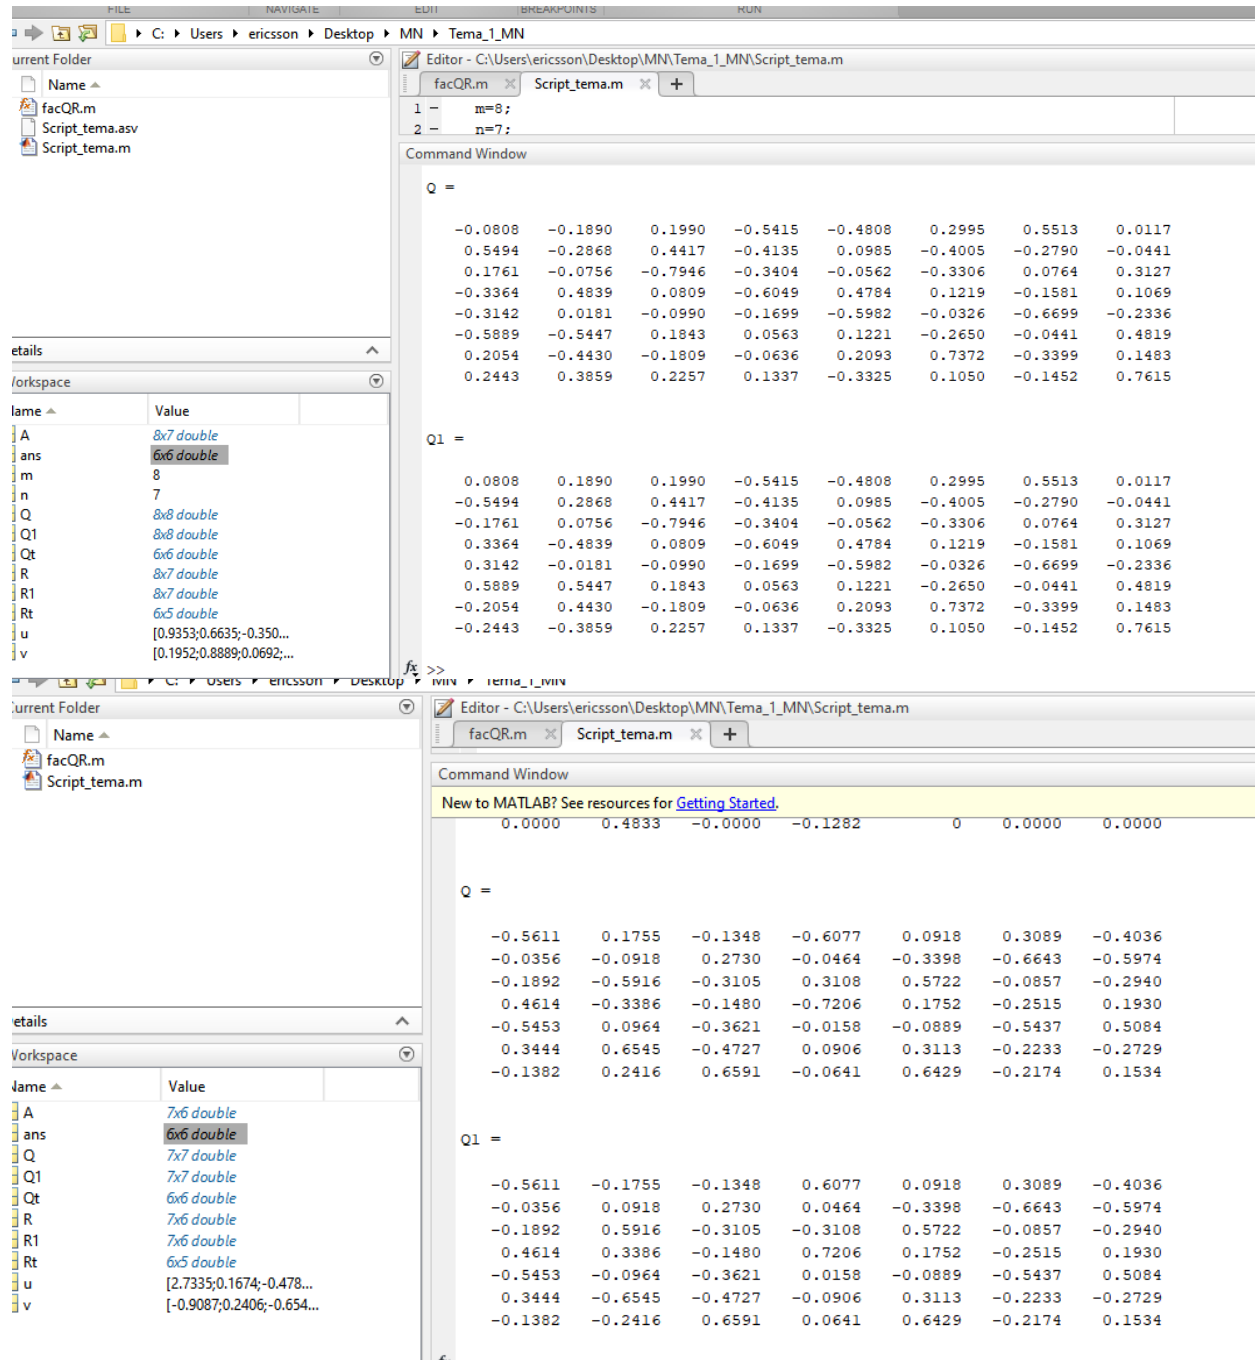 FILE NAVIGATE EDIT BREAKPOINTS RUN
C: Users ericsson Desktop MN Tema_1_MN
urrent Folder
Name
facQR.m
Script_tema.asv
Script_tema.m
etails
Vorkspace
lame Value
A 8x7 double
ans 6x6 double
m 8
n 7
Q 8x8 double
Q1 8x8 double
Qt 6x6 double
R 8x7 double
R1 8x7 double
Rt 6x5 double
u [0.9353;0.6635;-0.350...
v [0.1952;0.8889;0.0692;...
Editor - C:\Users\ericsson\Desktop\MN\Tema_1_MN\Script_tema.m
facQR.m Script_tema.m +
1 - m=8;
2 - n=7;
Command Window
Q =
-0.0808 -0.1890 0.1990 -0.5415 -0.4808 0.2995 0.5513 0.0117
0.5494 -0.2868 0.4417 -0.4135 0.0985 -0.4005 -0.2790 -0.0441
0.1761 -0.0756 -0.7946 -0.3404 -0.0562 -0.3306 0.0764 0.3127
-0.3364 0.4839 0.0809 -0.6049 0.4784 0.1219 -0.1581 0.1069
-0.3142 0.0181 -0.0990 -0.1699 -0.5982 -0.0326 -0.6699 -0.2336
-0.5889 -0.5447 0.1843 0.0563 0.1221 -0.2650 -0.0441 0.4819
0.2054 -0.4430 -0.1809 -0.0636 0.2093 0.7372 -0.3399 0.1483
0.2443 0.3859 0.2257 0.1337 -0.3325 0.1050 -0.1452 0.7615
Q1 =
0.0808 0.1890 0.1990 -0.5415 -0.4808 0.2995 0.5513 0.0117
-0.5494 0.2868 0.4417 -0.4135 0.0985 -0.4005 -0.2790 -0.0441
-0.1761 0.0756 -0.7946 -0.3404 -0.0562 -0.3306 0.0764 0.3127
0.3364 -0.4839 0.0809 -0.6049 0.4784 0.1219 -0.1581 0.1069
0.3142 -0.0181 -0.0990 -0.1699 -0.5982 -0.0326 -0.6699 -0.2336
0.5889 0.5447 0.1843 0.0563 0.1221 -0.2650 -0.0441 0.4819
-0.2054 0.4430 -0.1809 -0.0636 0.2093 0.7372 -0.3399 0.1483
-0.2443 -0.3859 0.2257 0.1337 -0.3325 0.1050 -0.1452 0.7615
fx >>
C: Users ericsson Desktop MN Tema_1_MN
Current Folder
Name
facQR.m
Script_tema.m
etails
Workspace
Name Value
A 7x6 double
ans 6x6 double
Q 7x7 double
Q1 7x7 double
Qt 6x6 double
R 7x6 double
R1 7x6 double
Rt 6x5 double
u [2.7335;0.1674;-0.478...
v [-0.9087;0.2406;-0.654...
Editor - C:\Users\ericsson\Desktop\MN\Tema_1_MN\Script_tema.m
facQR.m Script_tema.m +
Command Window
New to MATLAB? See resources for Getting Started.
0.0000 0.4833 -0.0000 -0.1282 0 0.0000 0.0000
Q =
-0.5611 0.1755 -0.1348 -0.6077 0.0918 0.3089 -0.4036
-0.0356 -0.0918 0.2730 -0.0464 -0.3398 -0.6643 -0.5974
-0.1892 -0.5916 -0.3105 0.3108 0.5722 -0.0857 -0.2940
0.4614 -0.3386 -0.1480 -0.7206 0.1752 -0.2515 0.1930
-0.5453 0.0964 -0.3621 -0.0158 -0.0889 -0.5437 0.5084
0.3444 0.6545 -0.4727 0.0906 0.3113 -0.2233 -0.2729
-0.1382 0.2416 0.6591 -0.0641 0.6429 -0.2174 0.1534
Q1 =
-0.5611 -0.1755 -0.1348 0.6077 0.0918 0.3089 -0.4036
-0.0356 0.0918 0.2730 0.0464 -0.3398 -0.6643 -0.5974
-0.1892 0.5916 -0.3105 -0.3108 0.5722 -0.0857 -0.2940
0.4614 0.3386 -0.1480 0.7206 0.1752 -0.2515 0.1930
-0.5453 -0.0964 -0.3621 0.0158 -0.0889 -0.5437 0.5084
0.3444 -0.6545 -0.4727 -0.0906 0.3113 -0.2233 -0.2729
-0.1382 -0.2416 0.6591 0.0641 0.6429 -0.2174 0.1534